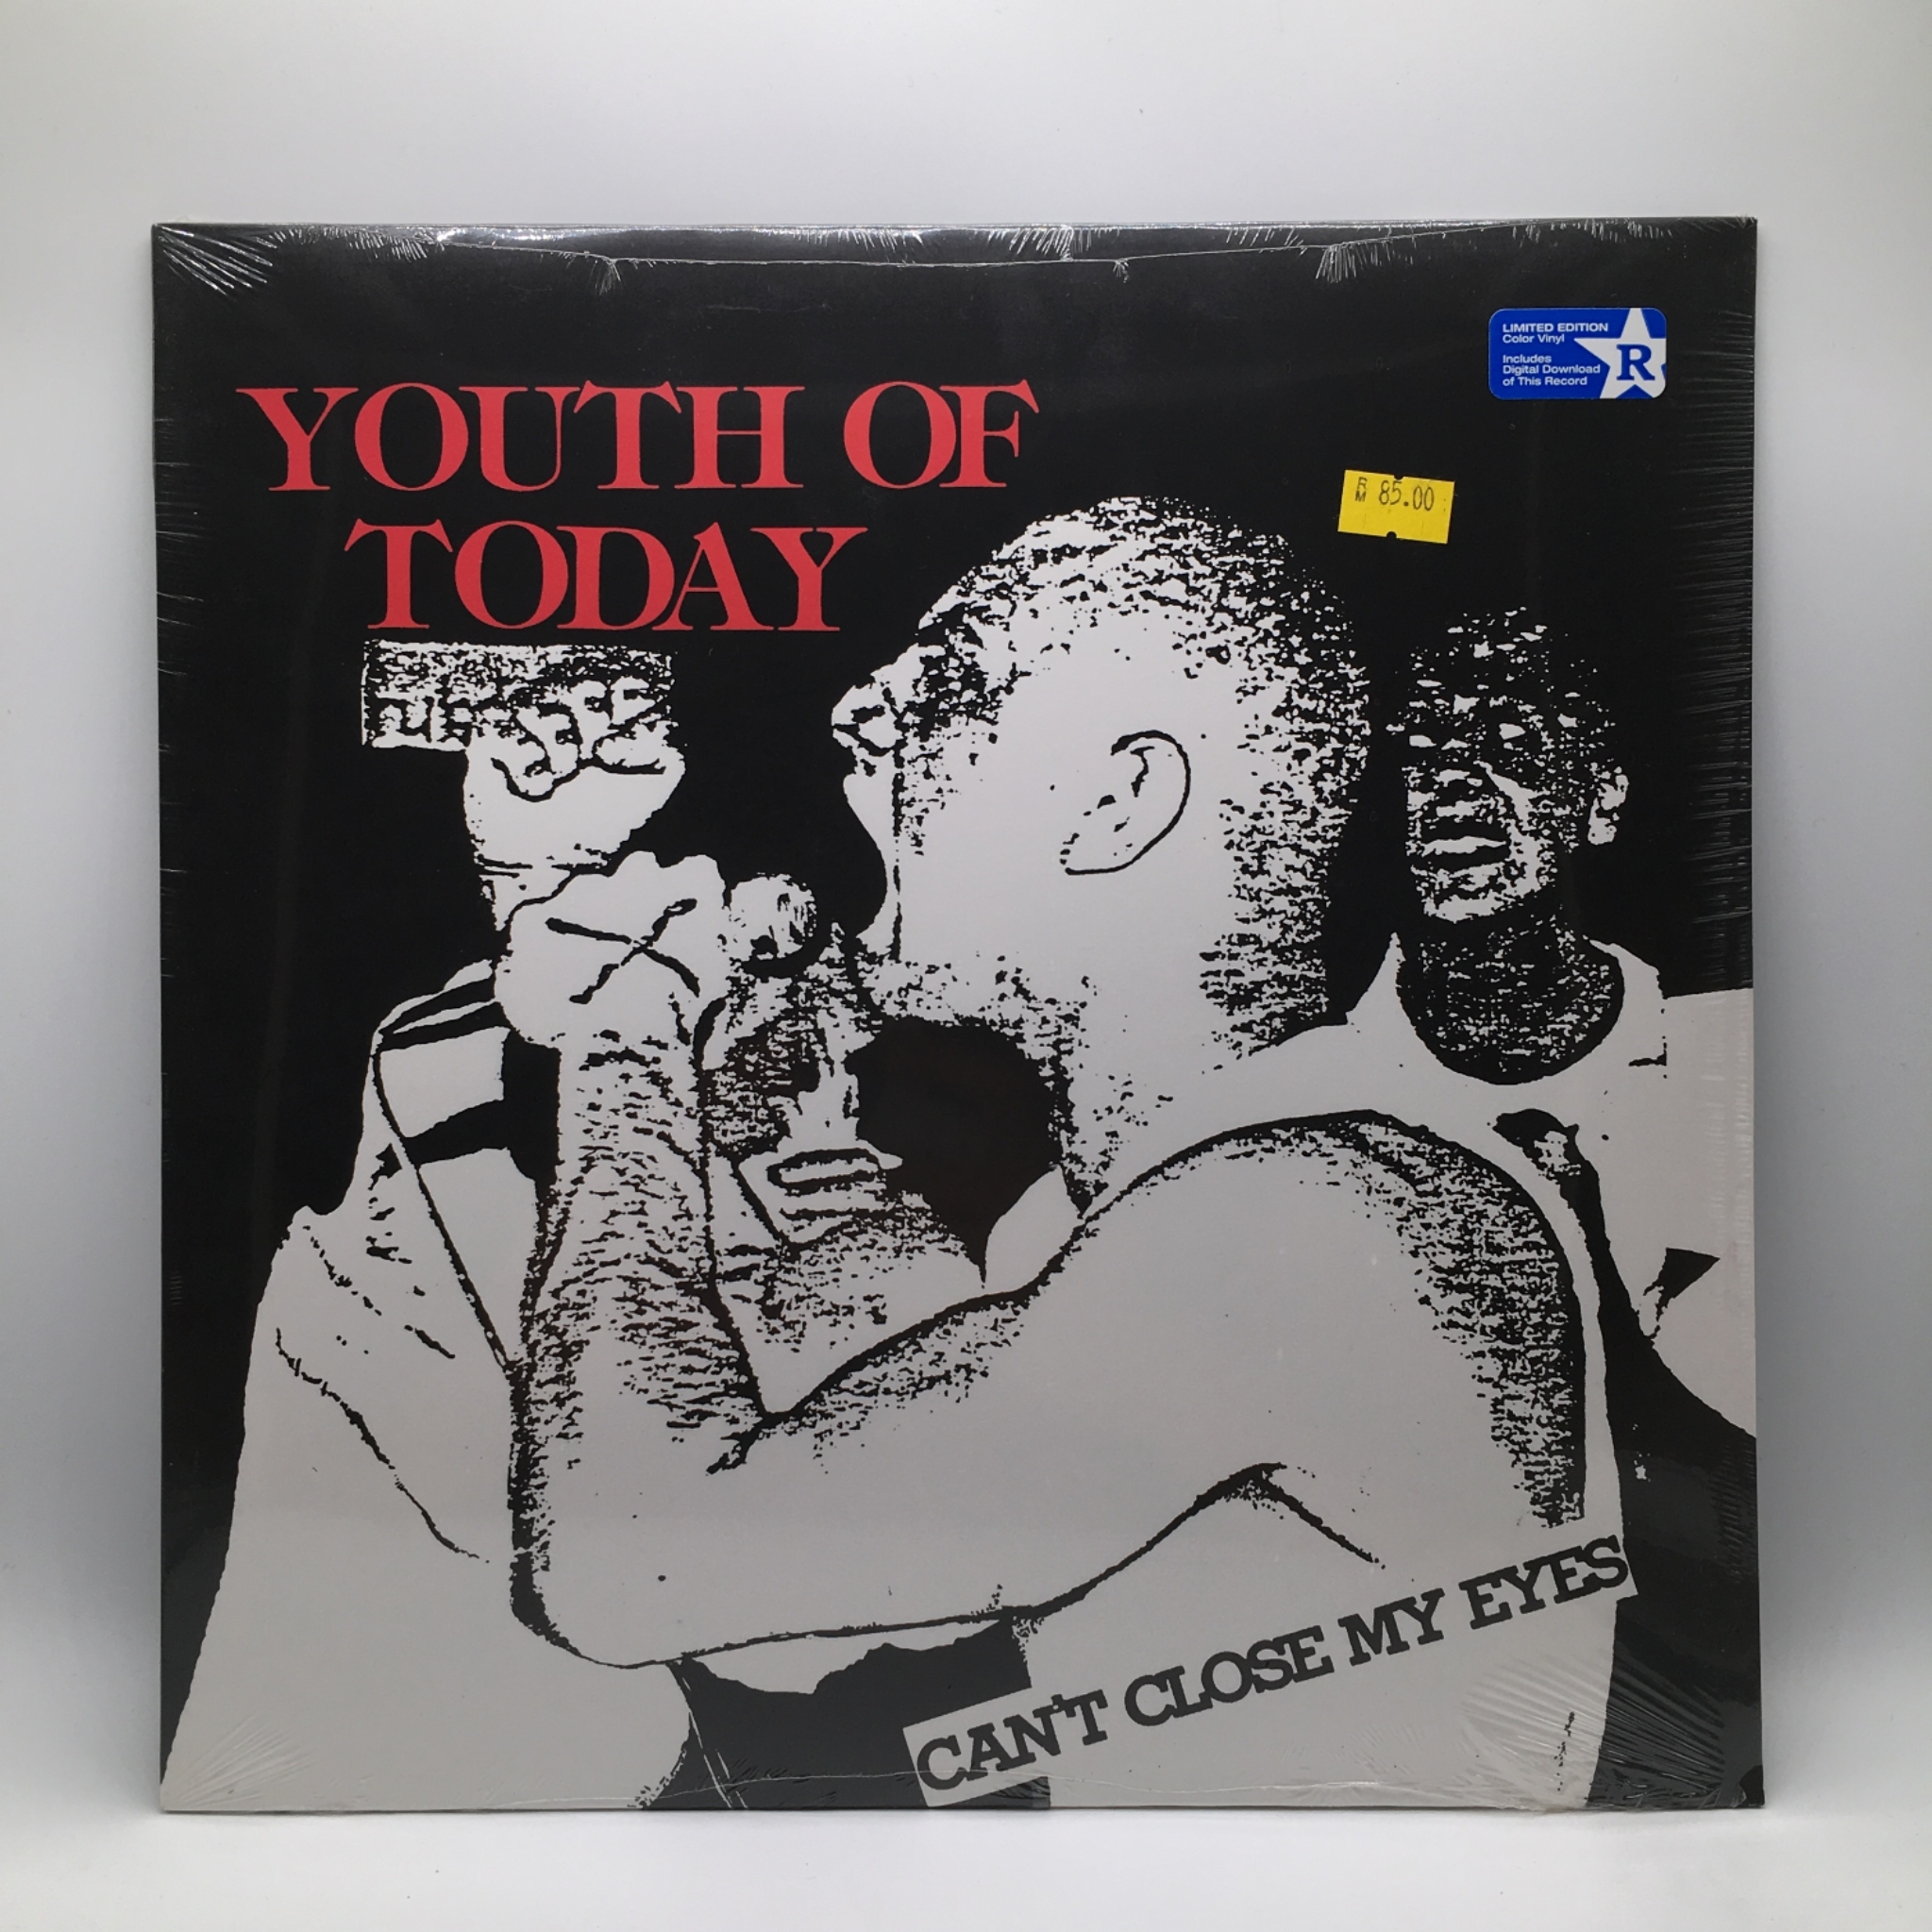 YOUTH OF
TODAY
LIMITED EDITION
Color Vinyl
Includes
Digital Download
of This Record
R
RM 85.00
X
CAN'T CLOSE MY EYES